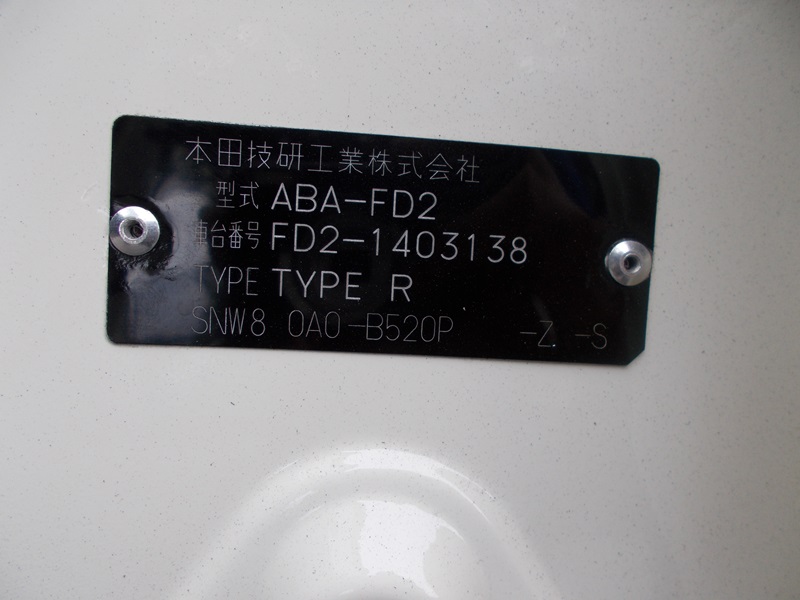 本田技研工業株式会社
型式 ABA-FD2
車台番号 FD2-1403138
TYPE TYPE R
SNW8 0A0-B520P -Z -S